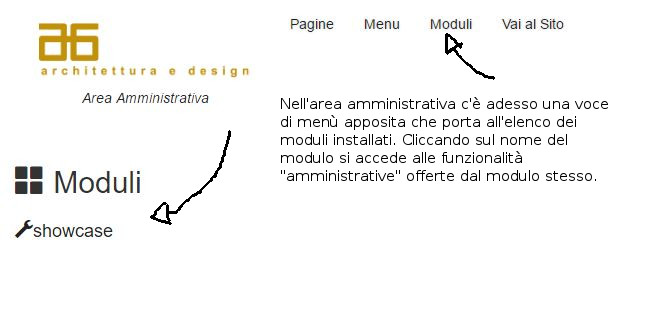 a6
architettura e design
Area Amministrativa
Pagine Menu Moduli Vai al Sito
Nell'area amministrativa c'è adesso una voce
di menù apposita che porta all'elenco dei
moduli installati. Cliccando sul nome del
modulo si accede alle funzionalità
"amministrative" offerte dal modulo stesso.
Moduli
showcase